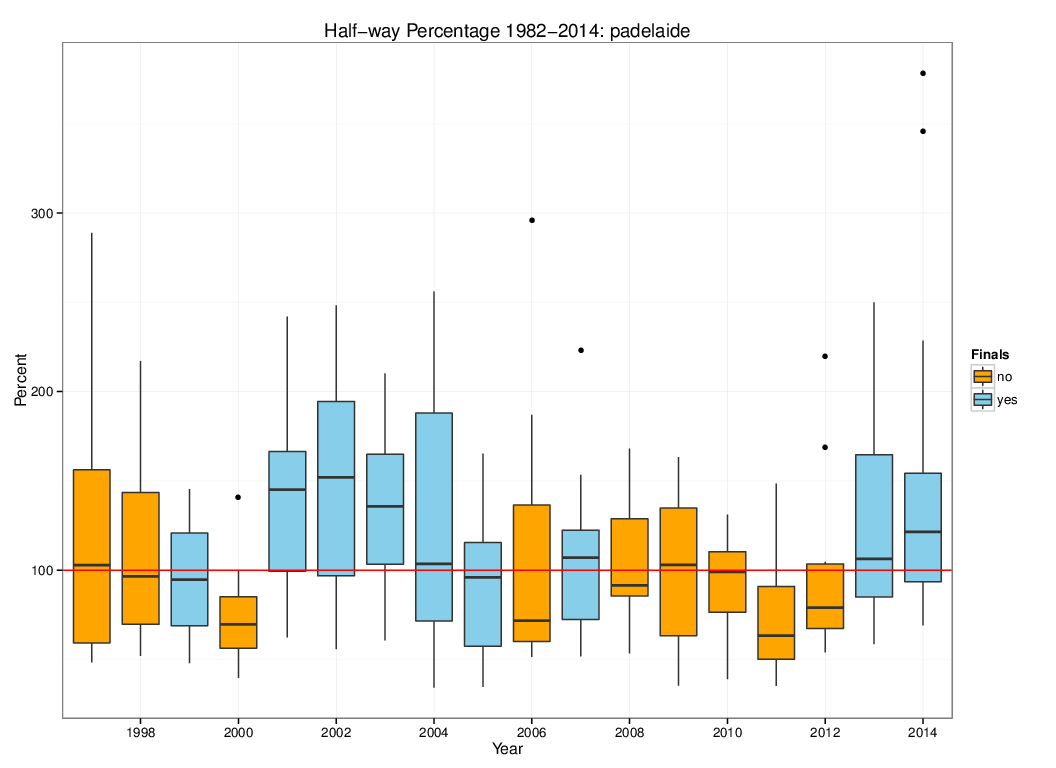 Half−way Percentage 1982−2014: padelaide
Percent
300
200
100
1998 2000 2002 2004 2006 2008 2010 2012 2014
Year
Finals
no
yes